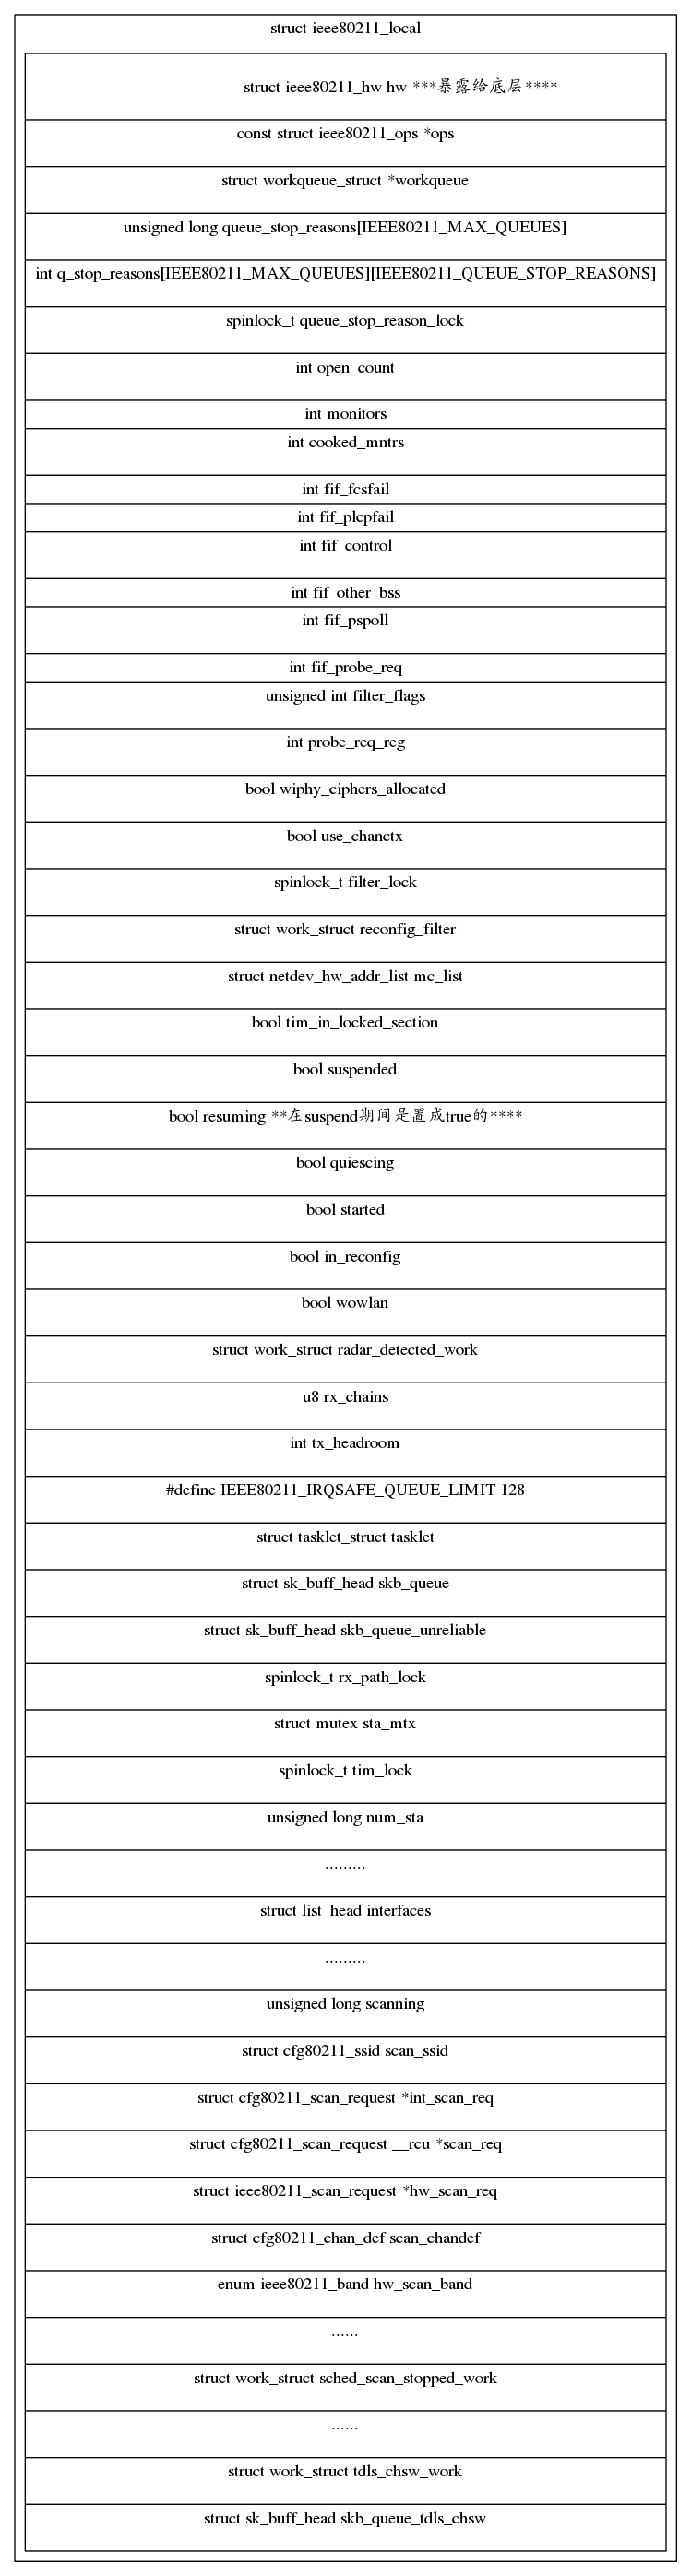 struct ieee80211_local
struct ieee80211_hw hw ***暴露给底层****
const struct ieee80211_ops *ops
struct workqueue_struct *workqueue
unsigned long queue_stop_reasons[IEEE80211_MAX_QUEUES]
int q_stop_reasons[IEEE80211_MAX_QUEUES][IEEE80211_QUEUE_STOP_REASONS]
spinlock_t queue_stop_reason_lock
int open_count
int monitors
int cooked_mntrs
int fif_fcsfail
int fif_plcpfail
int fif_control
int fif_other_bss
int fif_pspoll
int fif_probe_req
unsigned int filter_flags
int probe_req_reg
bool wiphy_ciphers_allocated
bool use_chanctx
spinlock_t filter_lock
struct work_struct reconfig_filter
struct netdev_hw_addr_list mc_list
bool tim_in_locked_section
bool suspended
bool resuming **在suspend期间是置成true的****
bool quiescing
bool started
bool in_reconfig
bool wowlan
struct work_struct radar_detected_work
u8 rx_chains
int tx_headroom
#define IEEE80211_IRQSAFE_QUEUE_LIMIT 128
struct tasklet_struct tasklet
struct sk_buff_head skb_queue
struct sk_buff_head skb_queue_unreliable
spinlock_t rx_path_lock
struct mutex sta_mtx
spinlock_t tim_lock
unsigned long num_sta
.........
struct list_head interfaces
.........
unsigned long scanning
struct cfg80211_ssid scan_ssid
struct cfg80211_scan_request *int_scan_req
struct cfg80211_scan_request __rcu *scan_req
struct ieee80211_scan_request *hw_scan_req
struct cfg80211_chan_def scan_chandef
enum ieee80211_band hw_scan_band
......
struct work_struct sched_scan_stopped_work
......
struct work_struct tdls_chsw_work
struct sk_buff_head skb_queue_tdls_chsw